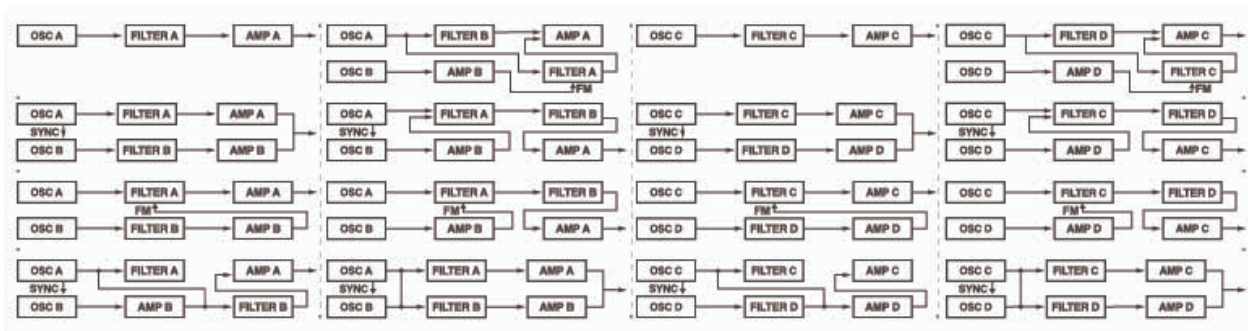 OSC A FILTER A AMP A OSC A FILTER B AMP A OSC C FILTER C AMP C OSC C FILTER D AMP C
OSC B AMP B FILTER A OSC D AMP D FILTER C
FM FM
OSC A FILTER A AMP A OSC A FILTER A FILTER B OSC C FILTER C AMP C OSC C FILTER C FILTER D
SYNC SYNC SYNC SYNC
OSC B FILTER B AMP B OSC B AMP B AMP A OSC D FILTER D AMP D OSC D AMP D AMP C
OSC A FILTER A AMP A OSC A FILTER A FILTER B OSC C FILTER C AMP C OSC C FILTER C FILTER D
FM FM FM FM
OSC B FILTER B AMP B OSC B AMP B AMP A OSC D FILTER D AMP D OSC D AMP D AMP C
OSC A FILTER A AMP A OSC A FILTER A AMP A OSC C FILTER C AMP C OSC C FILTER C AMP C
SYNC SYNC SYNC SYNC
OSC B AMP B FILTER B OSC B FILTER B AMP B OSC D FILTER D AMP D OSC D FILTER D AMP D